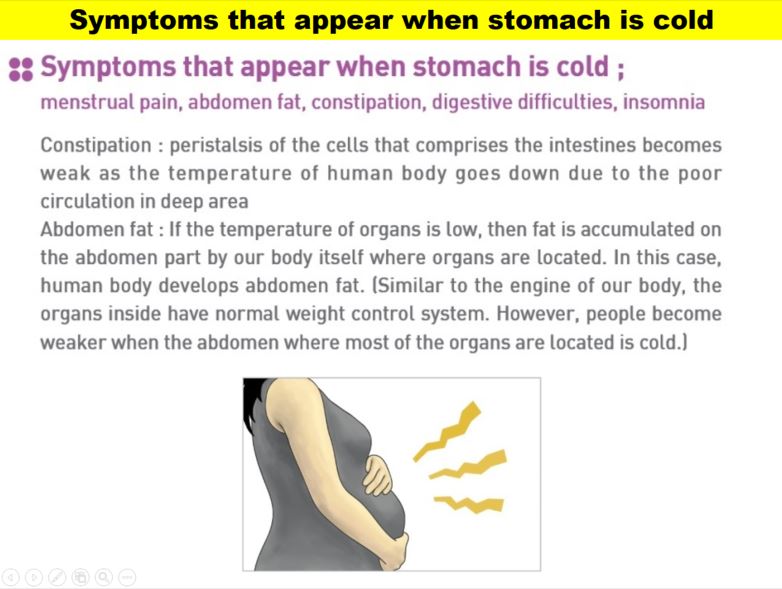 Symptoms that appear when stomach is cold
Symptoms that appear when stomach is cold ;
menstrual pain, abdomen fat, constipation, digestive difficulties, insomnia
Constipation : peristalsis of the cells that comprises the intestines becomes
weak as the temperature of human body goes down due to the poor
circulation in deep area
Abdomen fat : If the temperature of organs is low, then fat is accumulated on
the abdomen part by our body itself where organs are located. In this case,
human body develops abdomen fat. (Similar to the engine of our body, the
organs inside have normal weight control system. However, people become
weaker when the abdomen where most of the organs are located is cold.)